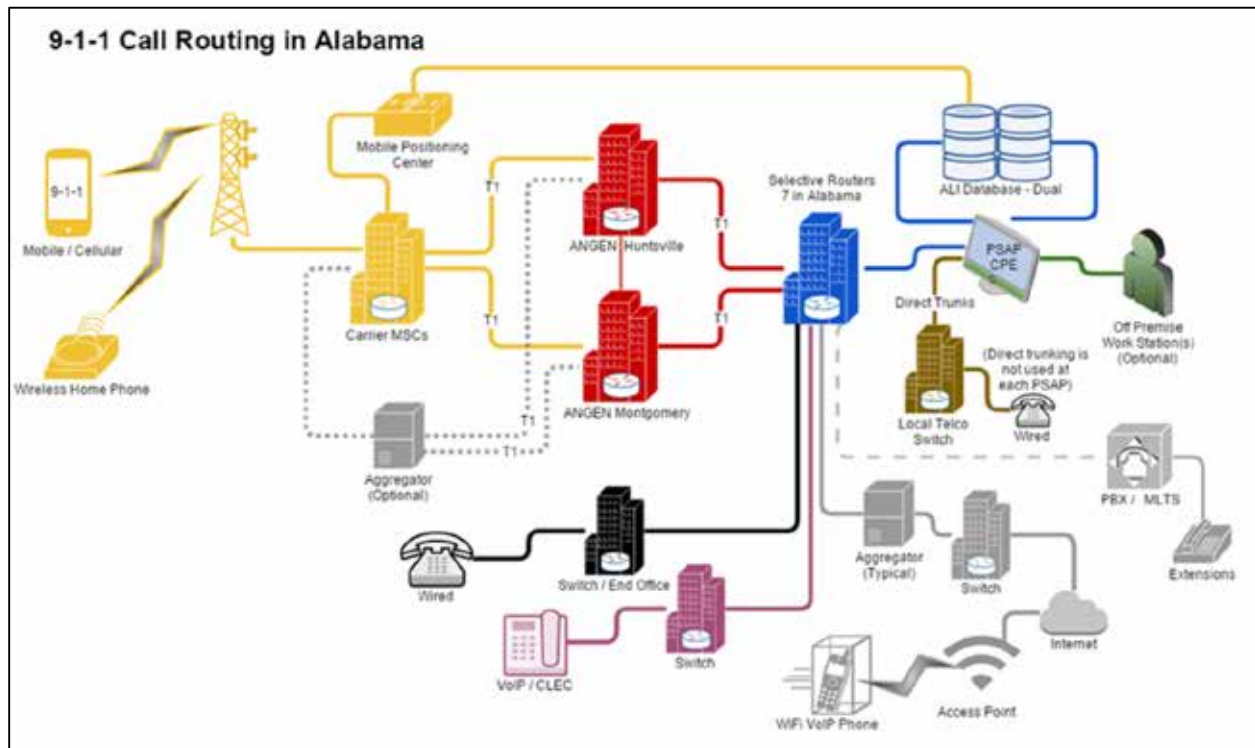 9-1-1 Call Routing in Alabama
9-1-1
Mobile / Cellular
Wireless Home Phone
Mobile Positioning
Center
Carrier MSCs
Aggregator
(Optional)
T1
T1
T1
T1
ANGEN Huntsville
ANGEN Montgomery
T1
T1
Selective Routers
7 in Alabama
ALI Database - Dual
PSAP
CPE
Direct Trunks
Off Premise
Work Station(s)
(Optional)
(Direct trunking is
not used at
each PSAP)
Local Telco
Switch
Wired
PBX / MLTS
Extensions
Aggregator
(Typical)
Switch
Internet
Access Point
WiFi VoIP Phone
Wired
Switch / End Office
VoIP / CLEC
Switch